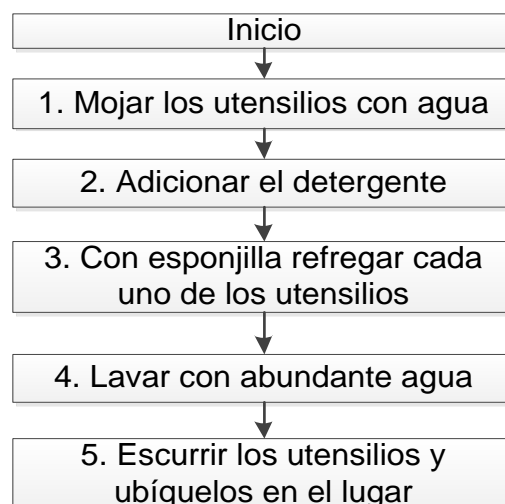 Inicio
1. Mojar los utensilios con agua
2. Adicionar el detergente
3. Con esponjilla refregar cada
uno de los utensilios
4. Lavar con abundante agua
5. Escurrir los utensilios y
ubíquelos en el lugar